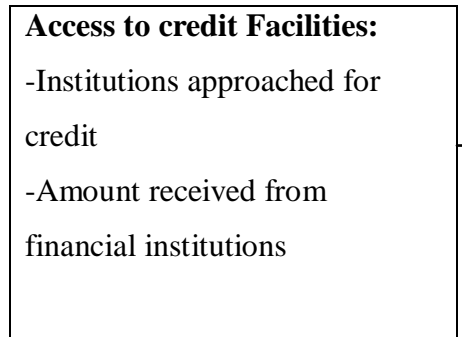 Access to credit Facilities:
-Institutions approached for
credit
-Amount received from
financial institutions